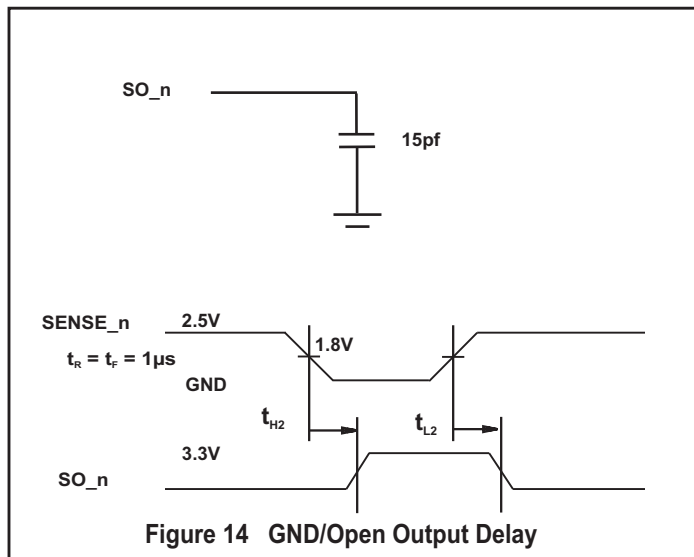 SO_n
15pf
SENSE_n 2.5V
1.8V
tR = tF = 1μs
GND
tH2 tL2
3.3V
SO_n
Figure 14 GND/Open Output Delay